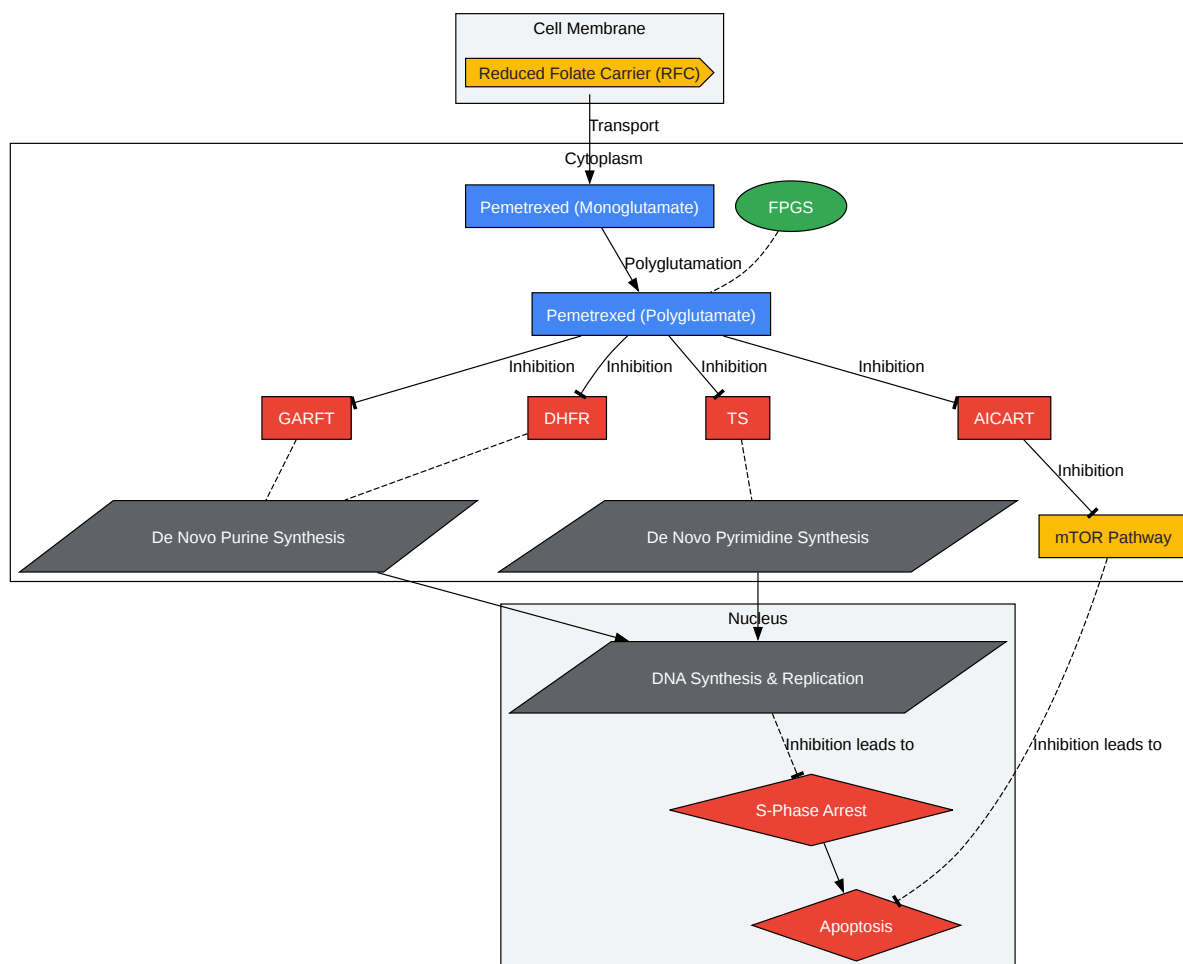 Cell Membrane
Reduced Folate Carrier (RFC)
Transport
Cytoplasm
Pemetrexed (Monoglutamate)
FPGS
Polyglutamation
Pemetrexed (Polyglutamate)
Inhibition
Inhibition
Inhibition
Inhibition
GARFT
DHFR
TS
AICART
Inhibition
De Novo Purine Synthesis
De Novo Pyrimidine Synthesis
mTOR Pathway
Nucleus
DNA Synthesis & Replication
Inhibition leads to
Inhibition leads to
S-Phase Arrest
Apoptosis